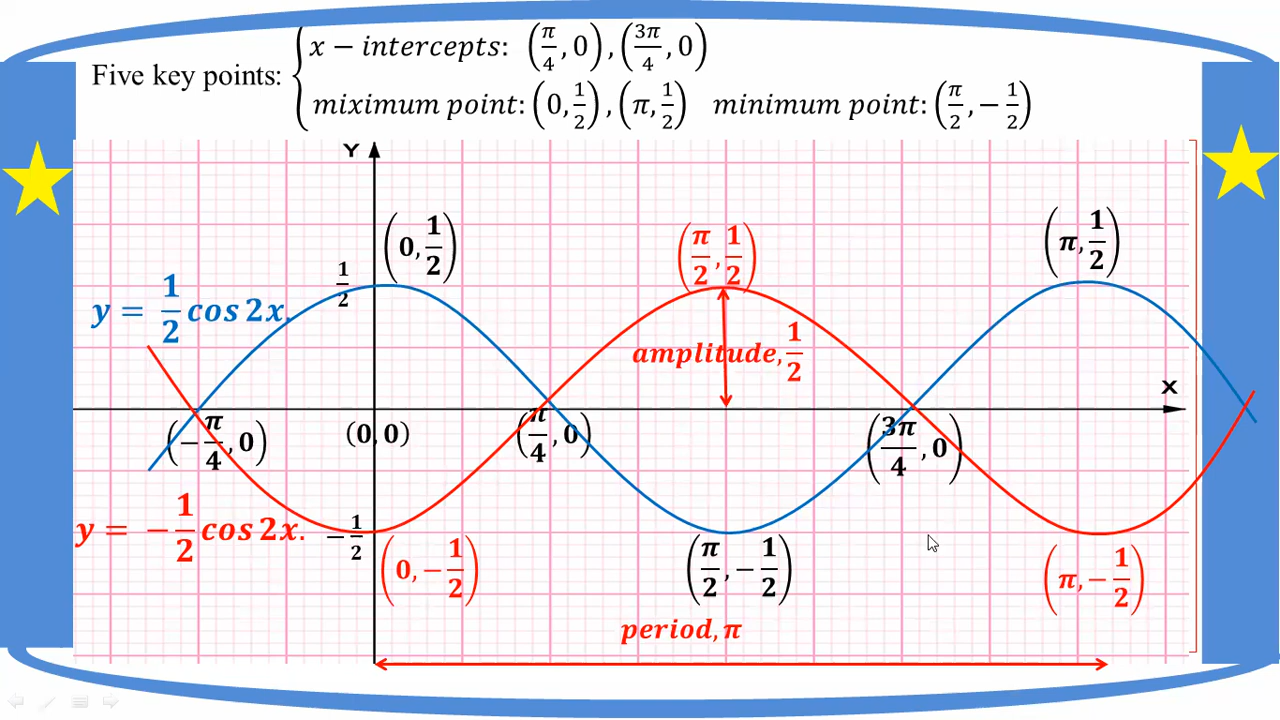 Five key points:
x − intercepts: (π/4, 0), (3π/4, 0)
miximum point: (0, 1/2), (π, 1/2) minimum point: (π/2, −1/2)
Y
(0, 1/2)
(π/2, 1/2)
(π, 1/2)
1/2
y = 1/2 cos 2x.
amplitude, 1/2
X
(−π/4, 0)
(0, 0)
(π/4, 0)
(3π/4, 0)
y = −1/2 cos 2x.
−1/2
(0, −1/2)
(π/2, −1/2)
(π, −1/2)
period, π